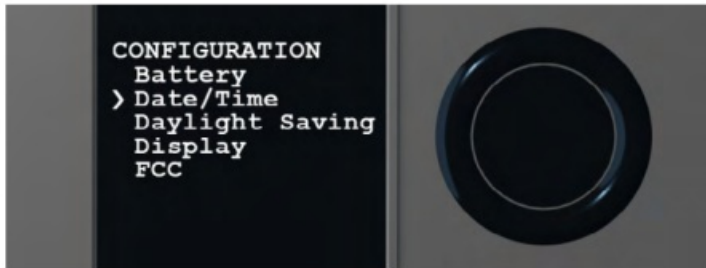 CONFIGURATION
Battery
❯ Date/Time
Daylight Saving
Display
FCC